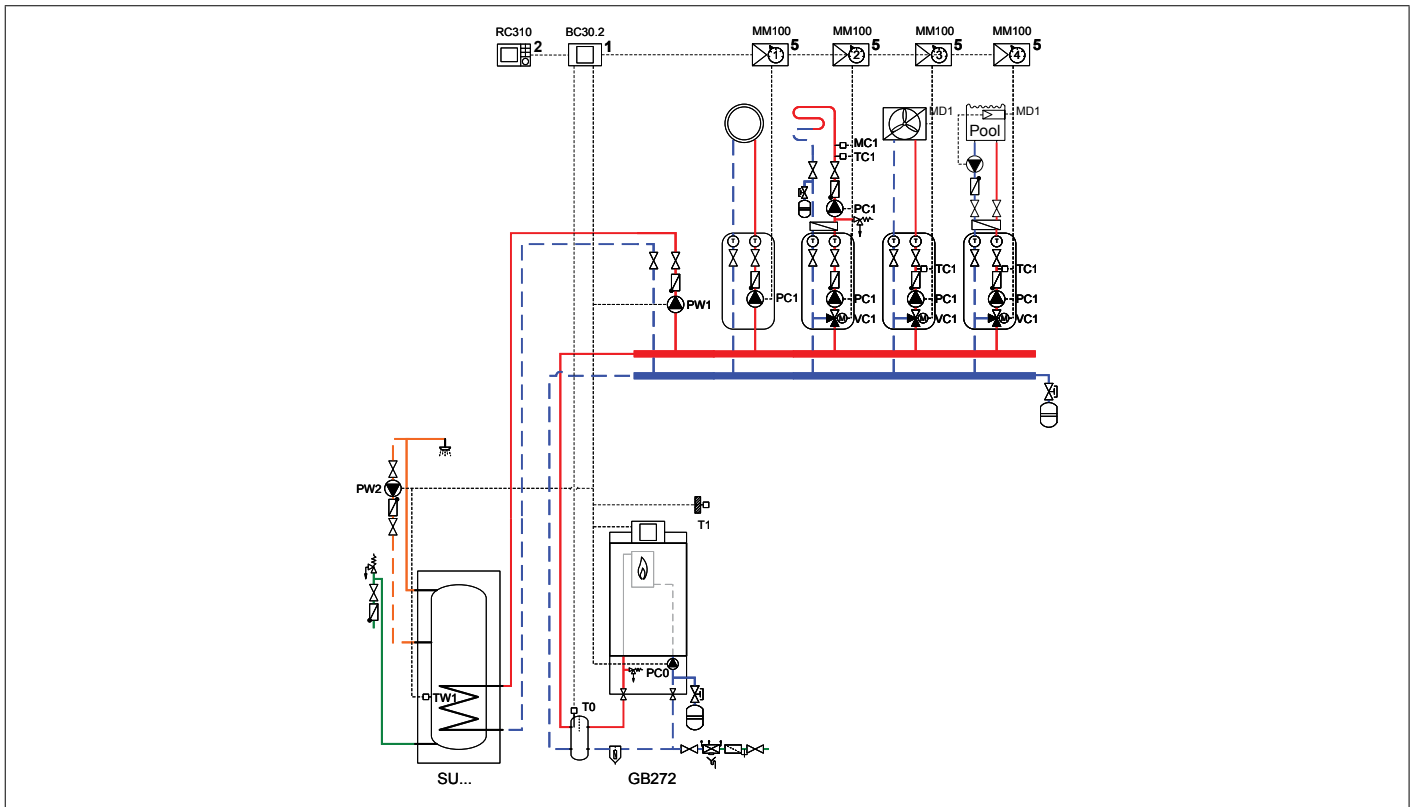 RC310 2
BC30.2 1
MM100 5
MM100 5
MM100 5
MM100 5
1
2
3
4
MD1
Pool
MD1
MC1
TC1
PC1
T T T T T T T T
TC1
TC1
PW1
PC1
PC1
PC1
PC1
M VC1
M VC1
M VC1
PW2
T1
PC0
TW1
T0
SU...
GB272